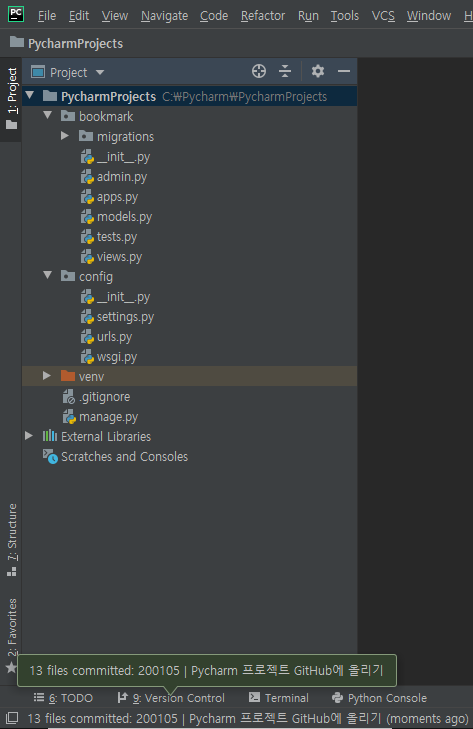 PC File Edit View Navigate Code Refactor Run Tools VCS Window H
PycharmProjects
1: Project
Project
PycharmProjects C:₩Pycharm₩PycharmProjects
bookmark
migrations
__init__.py
admin.py
apps.py
models.py
tests.py
views.py
config
__init__.py
settings.py
urls.py
wsgi.py
venv
.gitignore
manage.py
External Libraries
Scratches and Consoles
7: Structure
2: Favorites
13 files committed: 200105 | Pycharm 프로젝트 GitHub에 올리기
6: TODO 9: Version Control Terminal Python Console
13 files committed: 200105 | Pycharm 프로젝트 GitHub에 올리기 (moments ago)